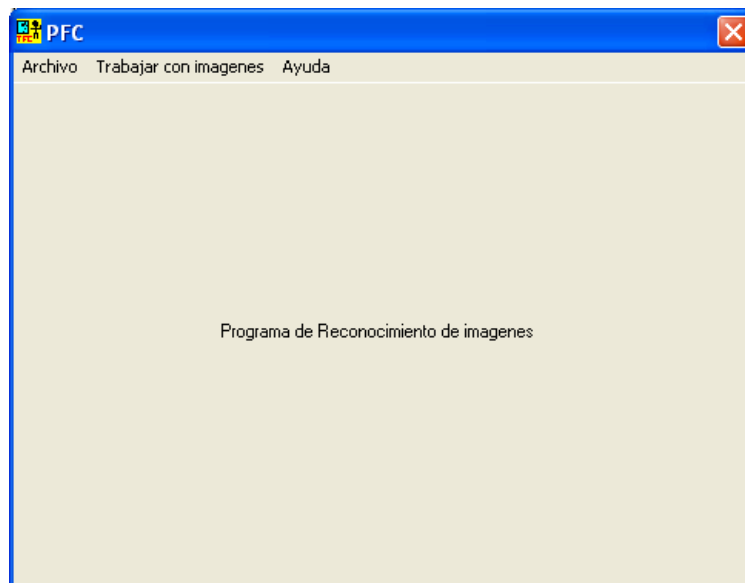 PFC
Archivo Trabajar con imagenes Ayuda
Programa de Reconocimiento de imagenes